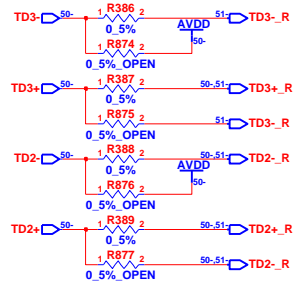 TD3- 50- 1 R386 2 51- TD3-_R
0_5% AVDD
1 R874 2 50-
0_5%_OPEN
TD3+ 50- 1 R387 2 50-,51- TD3+_R
0_5%
1 R875 2 51- TD3-_R
0_5%_OPEN
TD2- 50- 1 R388 2 50-,51- TD2-_R
0_5% AVDD
1 R876 2 50-
0_5%_OPEN
TD2+ 50- 1 R389 2 50-,51- TD2+_R
0_5%
1 R877 2 50-,51- TD2-_R
0_5%_OPEN